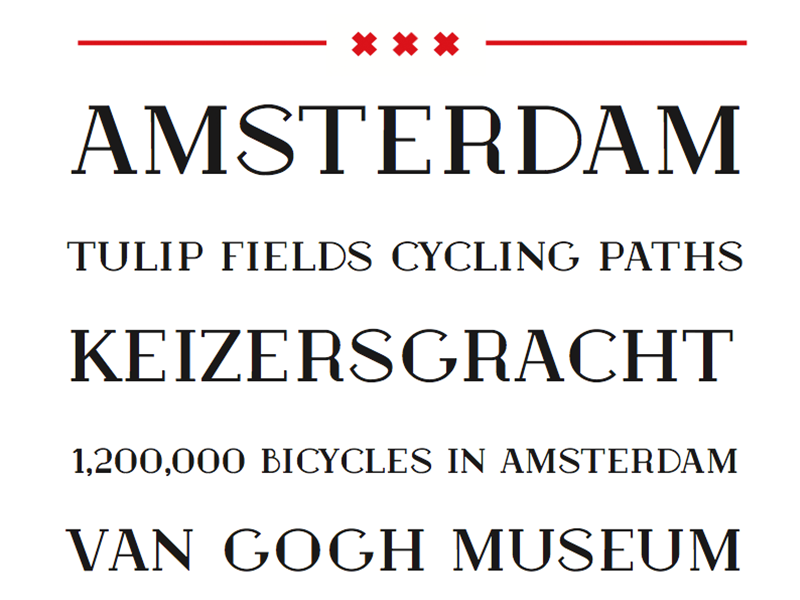 AMSTERDAM
TULIP FIELDS CYCLING PATHS
KEIZERSGRACHT
1,200,000 BICYCLES IN AMSTERDAM
VAN GOGH MUSEUM